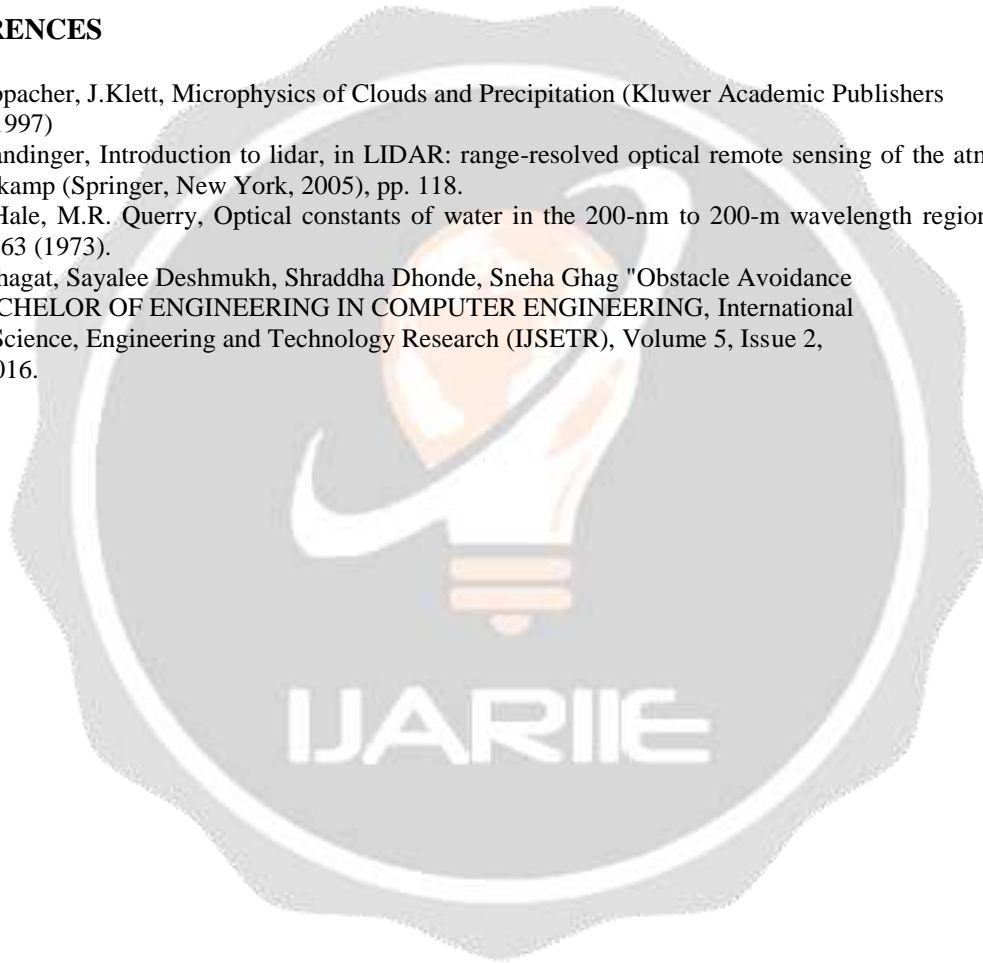 RENCES
ppacher, J.Klett, Microphysics of Clouds and Precipitation (Kluwer Academic Publishers
1997)
andinger, Introduction to lidar, in LIDAR: range-resolved optical remote sensing of the atm
kamp (Springer, New York, 2005), pp. 118.
Hale, M.R. Querry, Optical constants of water in the 200-nm to 200-m wavelength region
63 (1973).
hagat, Sayalee Deshmukh, Shraddha Dhonde, Sneha Ghag "Obstacle Avoidance
CHELOR OF ENGINEERING IN COMPUTER ENGINEERING, International
Science, Engineering and Technology Research (IJSETR), Volume 5, Issue 2,
016.
IJARIIE